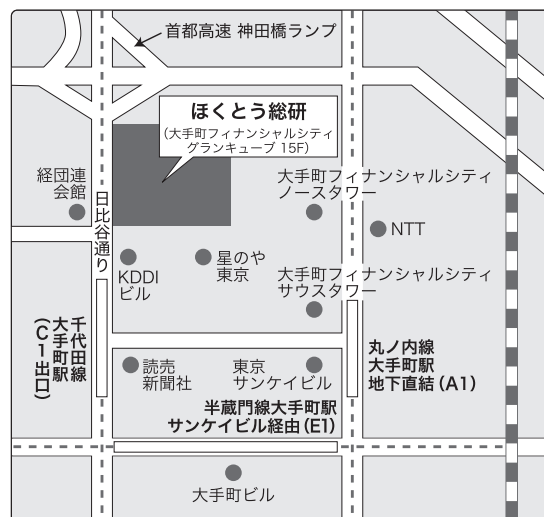 首都高速 神田橋ランプ
ほくとう総研
(大手町フィナンシャルシティ
グランキューブ 15F)
経団連
会館
日比谷通り
大手町フィナンシャルシティ
ノースタワー
NTT
KDDI
ビル
星のや
東京
大手町フィナンシャルシティ
サウスタワー
千代田線
大手町駅
(C1出口)
読売
新聞社
東京
サンケイビル
丸ノ内線
大手町駅
地下直結(A1)
半蔵門線大手町駅
サンケイビル経由(E1)
大手町ビル